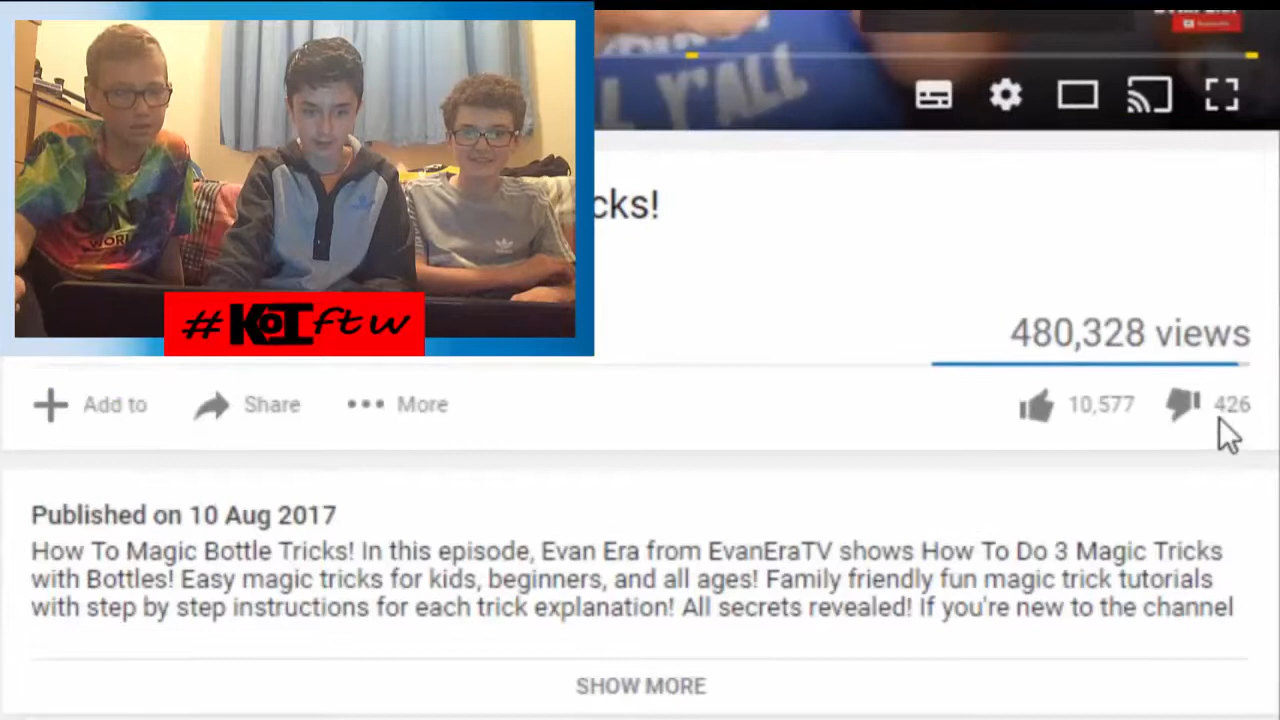 L Y'ALL
WORL
#KoIftw
cks!
480,328 views
Add to
Share
More
10,577
426
Published on 10 Aug 2017
How To Magic Bottle Tricks! In this episode, Evan Era from EvanEraTV shows How To Do 3 Magic Tricks
with Bottles! Easy magic tricks for kids, beginners, and all ages! Family friendly fun magic trick tutorials
with step by step instructions for each trick explanation! All secrets revealed! If you're new to the channel
SHOW MORE